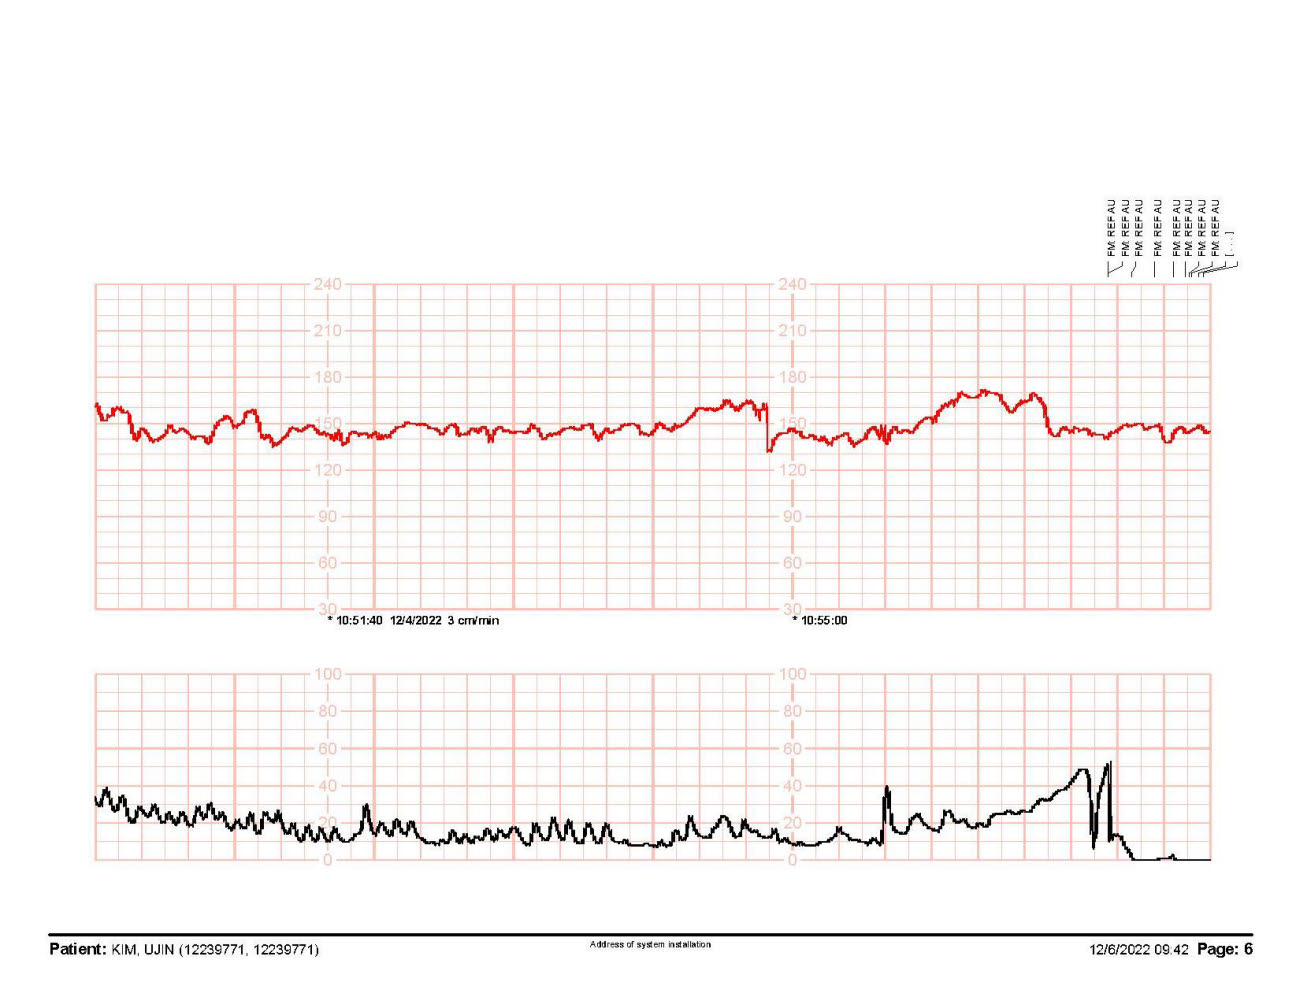 FM: REF AU
FM: REF AU
FM: REF AU
FM: REF AU
FM: REF AU
FM: REF AU
FM: REF AU
FM: REF AU
[ . . . ]
240 240
210 210
180 180
150 150
120 120
90 90
60 60
30 30
* 10:51:40 12/4/2022 3 cm/min * 10:55:00
100 100
80 80
60 60
40 40
20 20
0 0
Patient: KIM, UJIN (12239771, 12239771) Address of system installation 12/6/2022 09:42 Page: 6